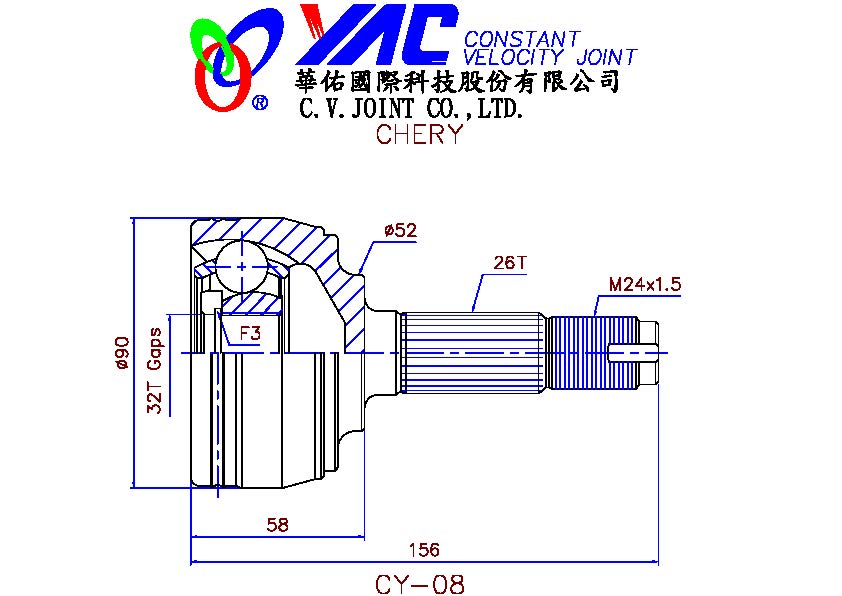 YAC CONSTANT
VELOCITY JOINT
®
華佑國際科技股份有限公司
C.V.JOINT CO.,LTD.
CHERY
ø52
26T
M24x1.5
F3
ø90
32T Gaps
58
156
CY-08